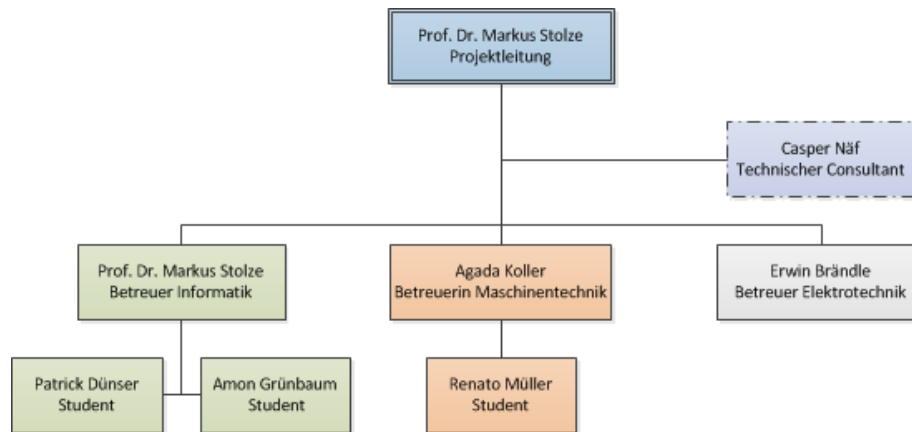 Prof. Dr. Markus Stolze
Projektleitung
Casper Näf
Technischer Consultant
Prof. Dr. Markus Stolze
Betreuer Informatik
Agada Koller
Betreuerin Maschinentechnik
Erwin Brändle
Betreuer Elektrotechnik
Patrick Dünser
Student
Amon Grünbaum
Student
Renato Müller
Student